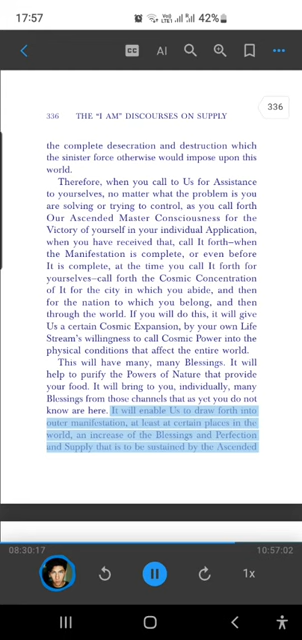 17:57
42%
CC
AI
336
336 THE “I AM” DISCOURSES ON SUPPLY
the complete desecration and destruction which
the sinister force otherwise would impose upon this
world.
Therefore, when you call to Us for Assistance
to yourselves, no matter what the problem is you
are solving or trying to control, as you call forth
Our Ascended Master Consciousness for the
Victory of yourself in your individual Application,
when you have received that, call It forth—when
the Manifestation is complete, or even before
It is complete, at the time you call It forth for
yourselves—call forth the Cosmic Concentration
of It for the city in which you abide, and then
for the nation to which you belong, and then
through the world. If you will do this, it will give
Us a certain Cosmic Expansion, by your own Life
Stream’s willingness to call Cosmic Power into the
physical conditions that affect the entire world.
This will have many, many Blessings. It will
help to purify the Powers of Nature that provide
your food. It will bring to you, individually, many
Blessings from those channels that as yet you do not
know are here. It will enable Us to draw forth into
outer manifestation, at least at certain places in the
world, an increase of the Blessings and Perfection
and Supply that is to be sustained by the Ascended
08:30:17
10:57:02
1x